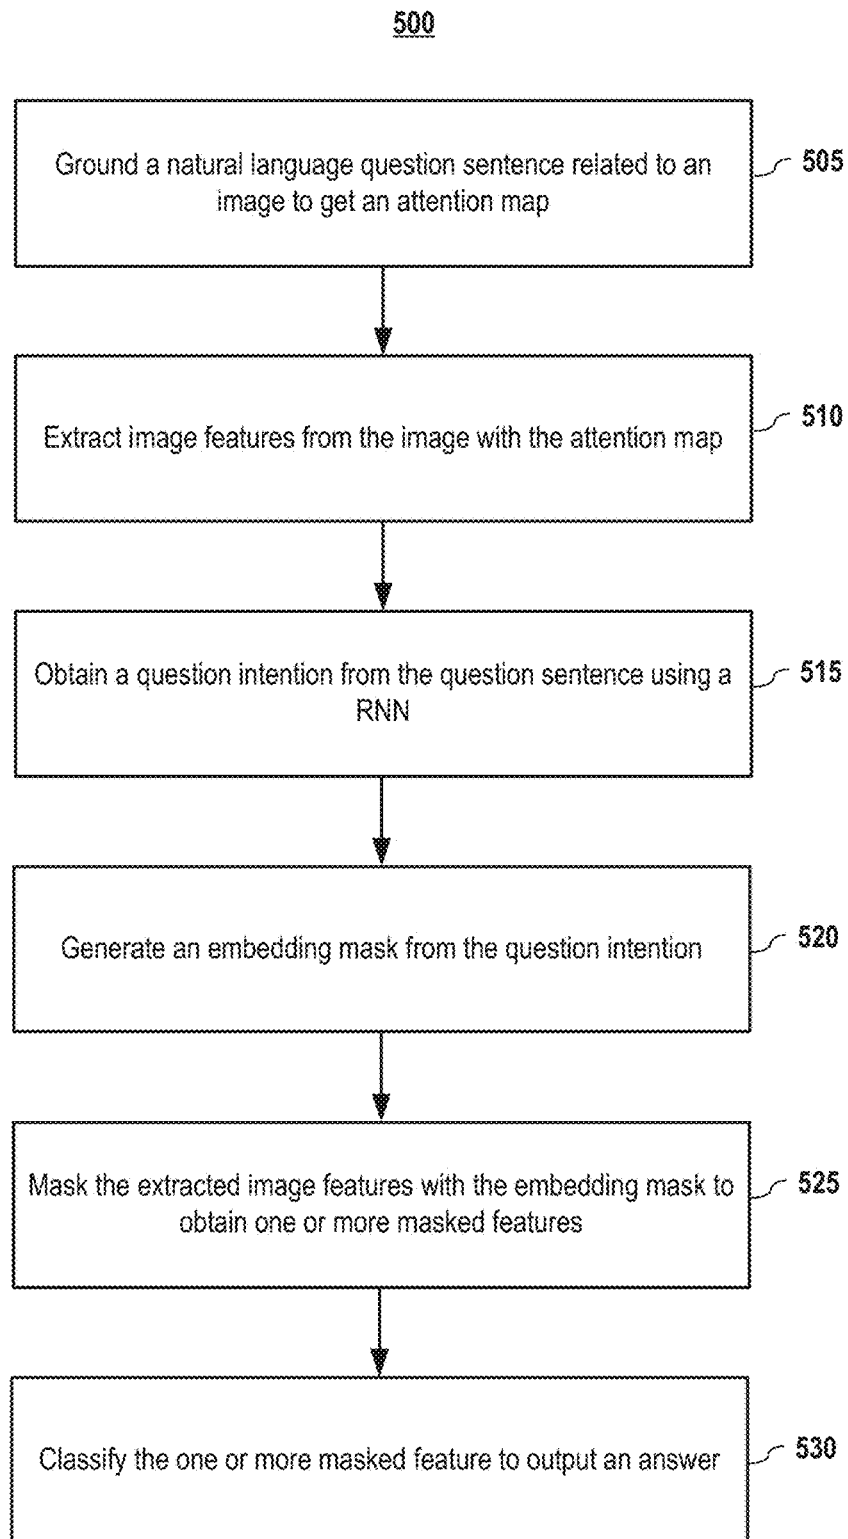 500
Ground a natural language question sentence related to an
image to get an attention map
505
Extract image features from the image with the attention map
510
Obtain a question intention from the question sentence using a
RNN
515
Generate an embedding mask from the question intention
520
Mask the extracted image features with the embedding mask to
obtain one or more masked features
525
Classify the one or more masked feature to output an answer
530